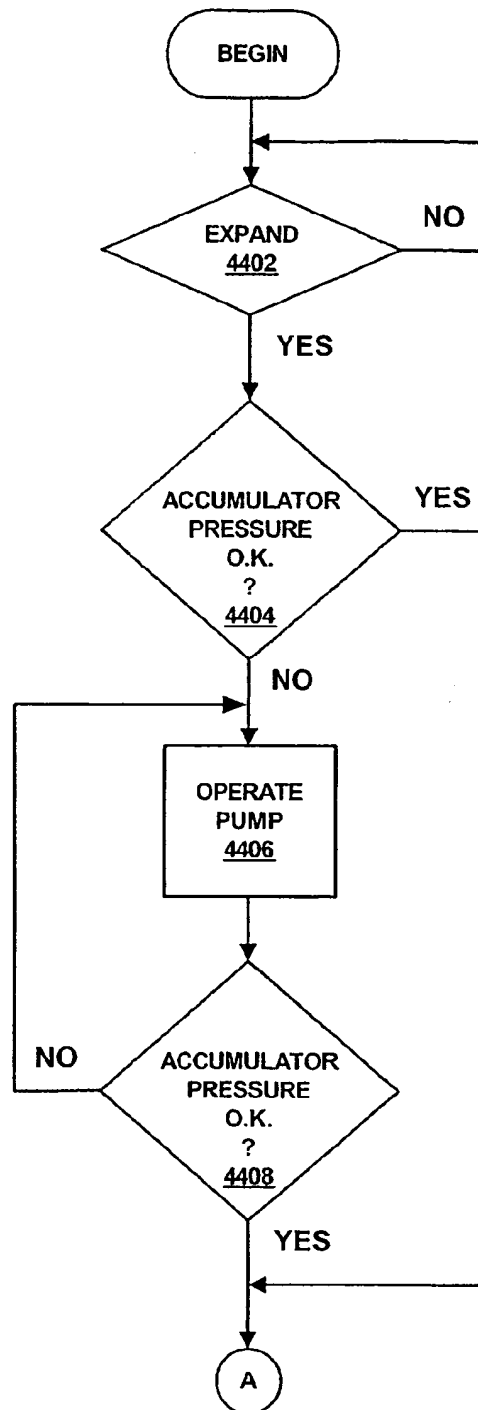 BEGIN
EXPAND
4402
NO
YES
ACCUMULATOR
PRESSURE
O.K.
?
4404
YES
NO
OPERATE
PUMP
4406
NO
ACCUMULATOR
PRESSURE
O.K.
?
4408
YES
A